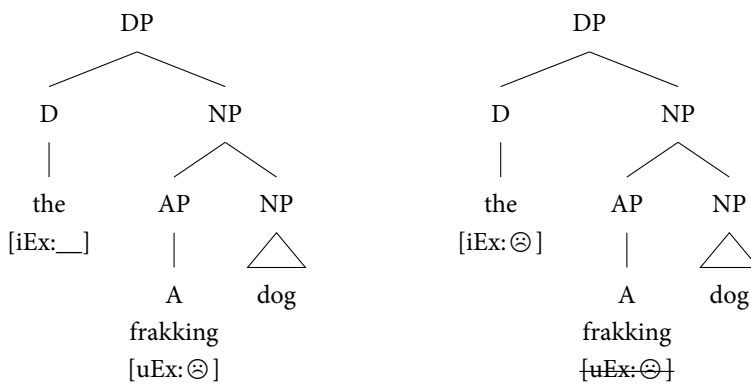 DP DP
D NP D NP
the AP NP the AP NP
[iEx:__] [iEx:☹]
A dog A dog
frakking frakking
[uEx:☹] [uEx:☹]